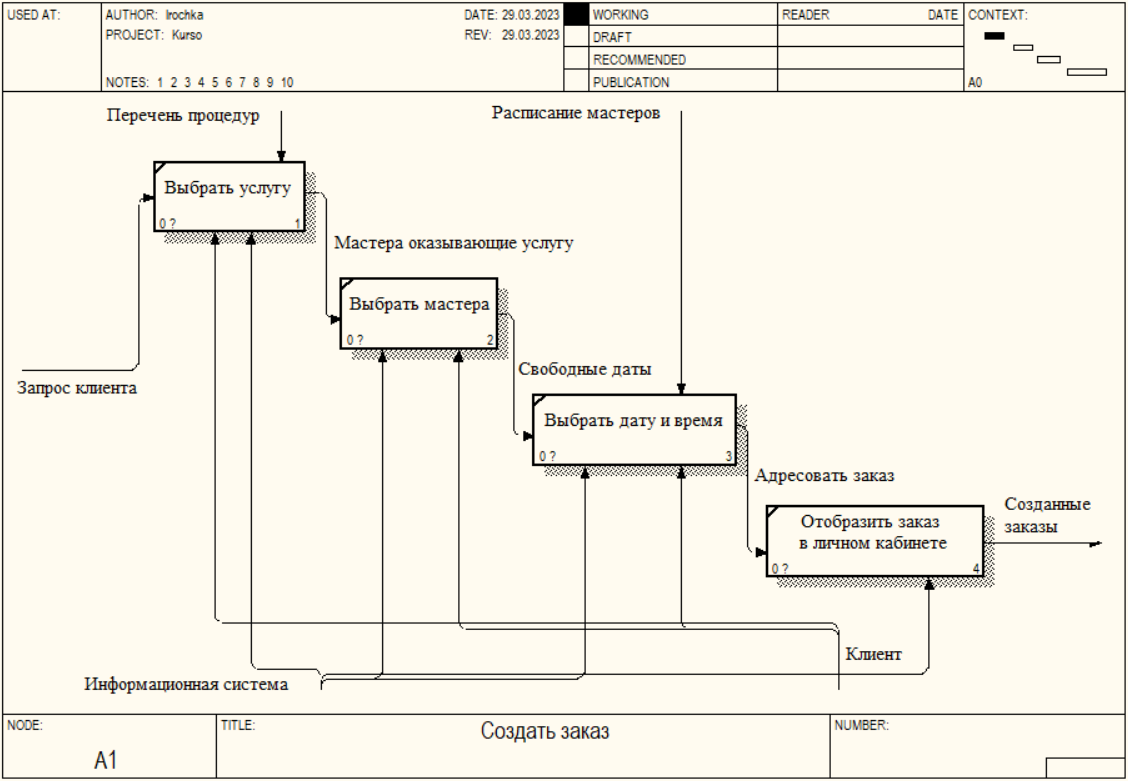 USED AT:
AUTHOR: Irochka
DATE: 29.03.2023
WORKING
READER
DATE
CONTEXT:
PROJECT: Kurso
REV: 29.03.2023
DRAFT
RECOMMENDED
NOTES: 1 2 3 4 5 6 7 8 9 10
PUBLICATION
A0
Перечень процедур
Расписание мастеров
Выбрать услугу
0 ?
1
Мастера оказывающие услугу
Выбрать мастера
0 ?
2
Свободные даты
Запрос клиента
Выбрать дату и время
0 ?
3
Адресовать заказ
Созданные
заказы
Отобразить заказ
в личном кабинете
0 ?
4
Клиент
Информационная система
NODE:
A1
TITLE:
Создать заказ
NUMBER: